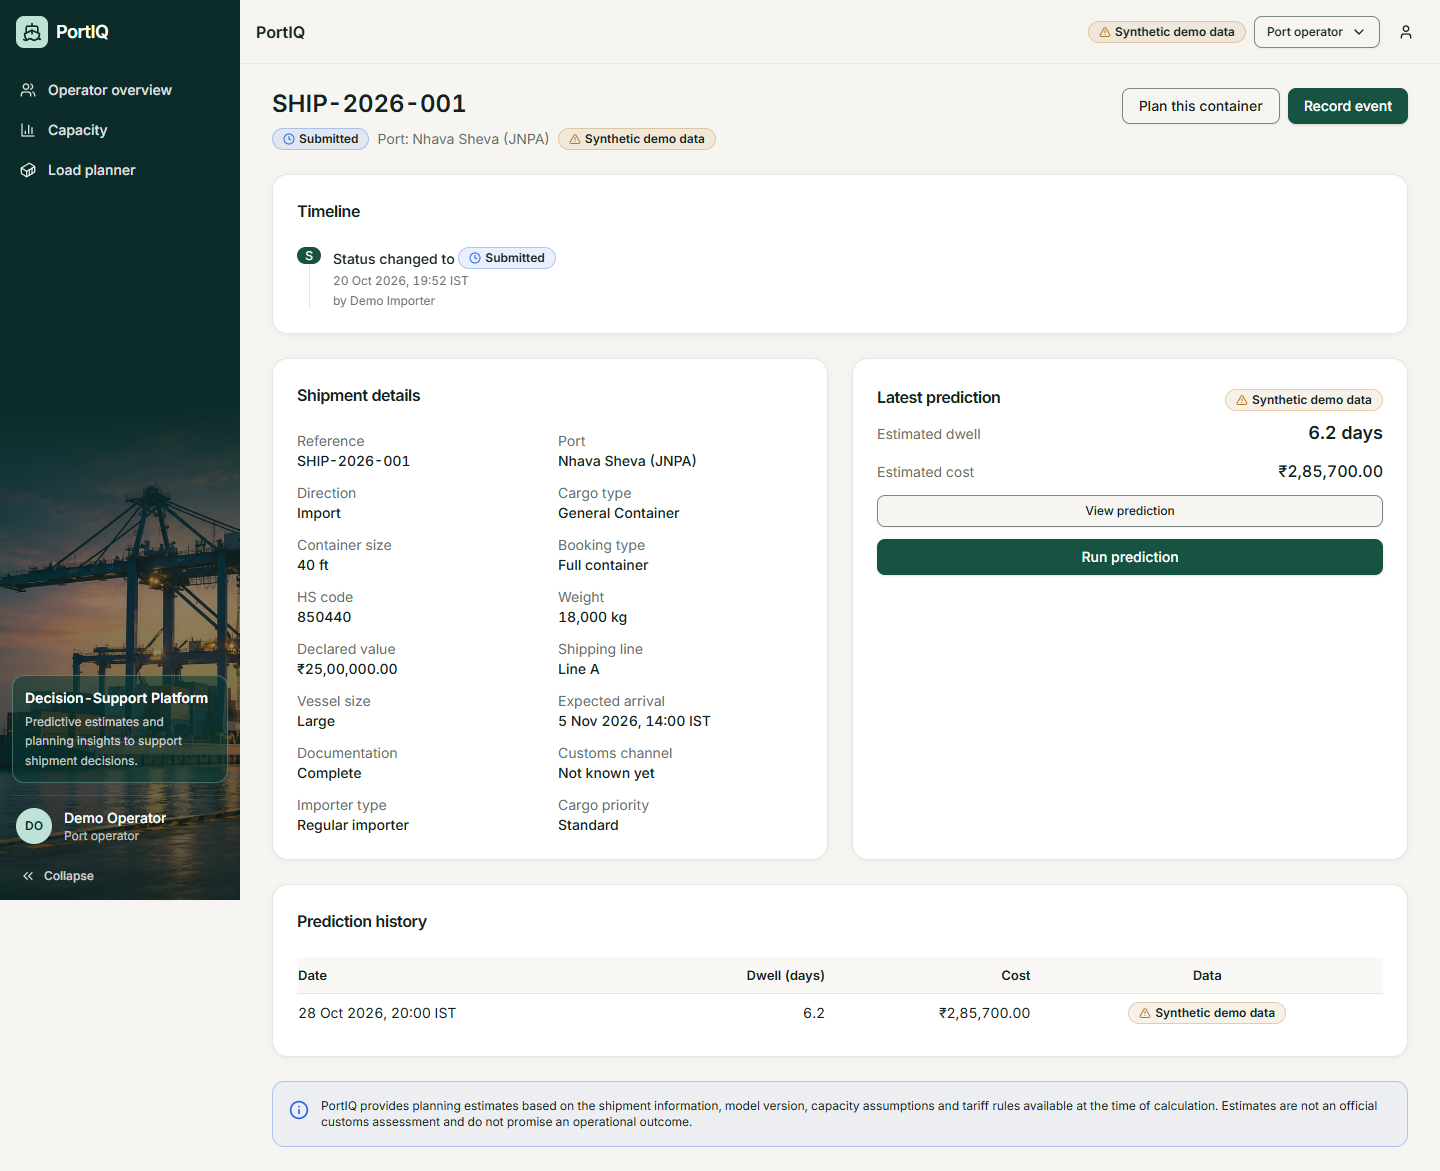 PortIQ
Operator overview
Capacity
Load planner
Decision-Support Platform
Predictive estimates and
planning insights to support
shipment decisions.
DO
Demo Operator
Port operator
Collapse
PortIQ
Synthetic demo data
Port operator
SHIP-2026-001
Submitted
Port: Nhava Sheva (JNPA)
Synthetic demo data
Plan this container
Record event
Timeline
S
Status changed to Submitted
20 Oct 2026, 19:52 IST
by Demo Importer
Shipment details
Reference
SHIP-2026-001
Port
Nhava Sheva (JNPA)
Direction
Import
Cargo type
General Container
Container size
40 ft
Booking type
Full container
HS code
850440
Weight
18,000 kg
Declared value
₹25,00,000.00
Shipping line
Line A
Vessel size
Large
Expected arrival
5 Nov 2026, 14:00 IST
Documentation
Complete
Customs channel
Not known yet
Importer type
Regular importer
Cargo priority
Standard
Latest prediction
Synthetic demo data
Estimated dwell
6.2 days
Estimated cost
₹2,85,700.00
View prediction
Run prediction
Prediction history
Date Dwell (days) Cost Data
28 Oct 2026, 20:00 IST 6.2 ₹2,85,700.00 Synthetic demo data
PortIQ provides planning estimates based on the shipment information, model version, capacity assumptions and tariff rules available at the time of calculation. Estimates are not an official
customs assessment and do not promise an operational outcome.